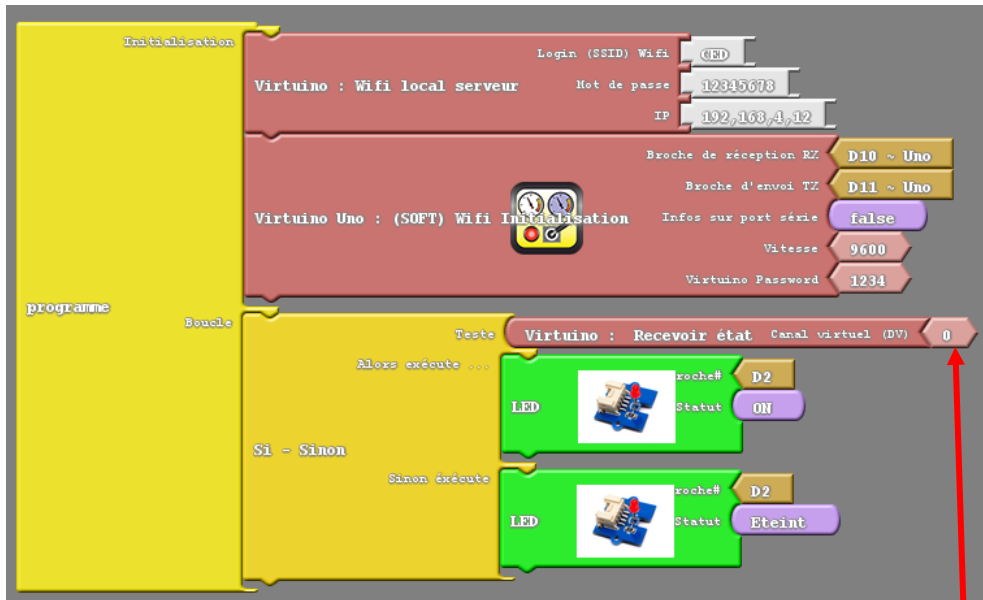 Initialisation
Login (SSID) Wifi LED
Virtuino : Wifi local serveur
Mot de passe 12345678
IP 192,168,4,12
Broche de réception RX D10 ~ Uno
Broche d'envoi TX D11 ~ Uno
Virtuino Uno : (SOFT) Wifi Initialisation
Infos sur port série false
Vitesse 9600
Virtuino Password 1234
programme
Boucle
Teste Virtuino : Recevoir état Canal virtuel (DV) 0
Alors exécute ...
roche# D2
LED Statut ON
Si - Sinon
Sinon éxécute
roche# D2
LED Statut Eteint